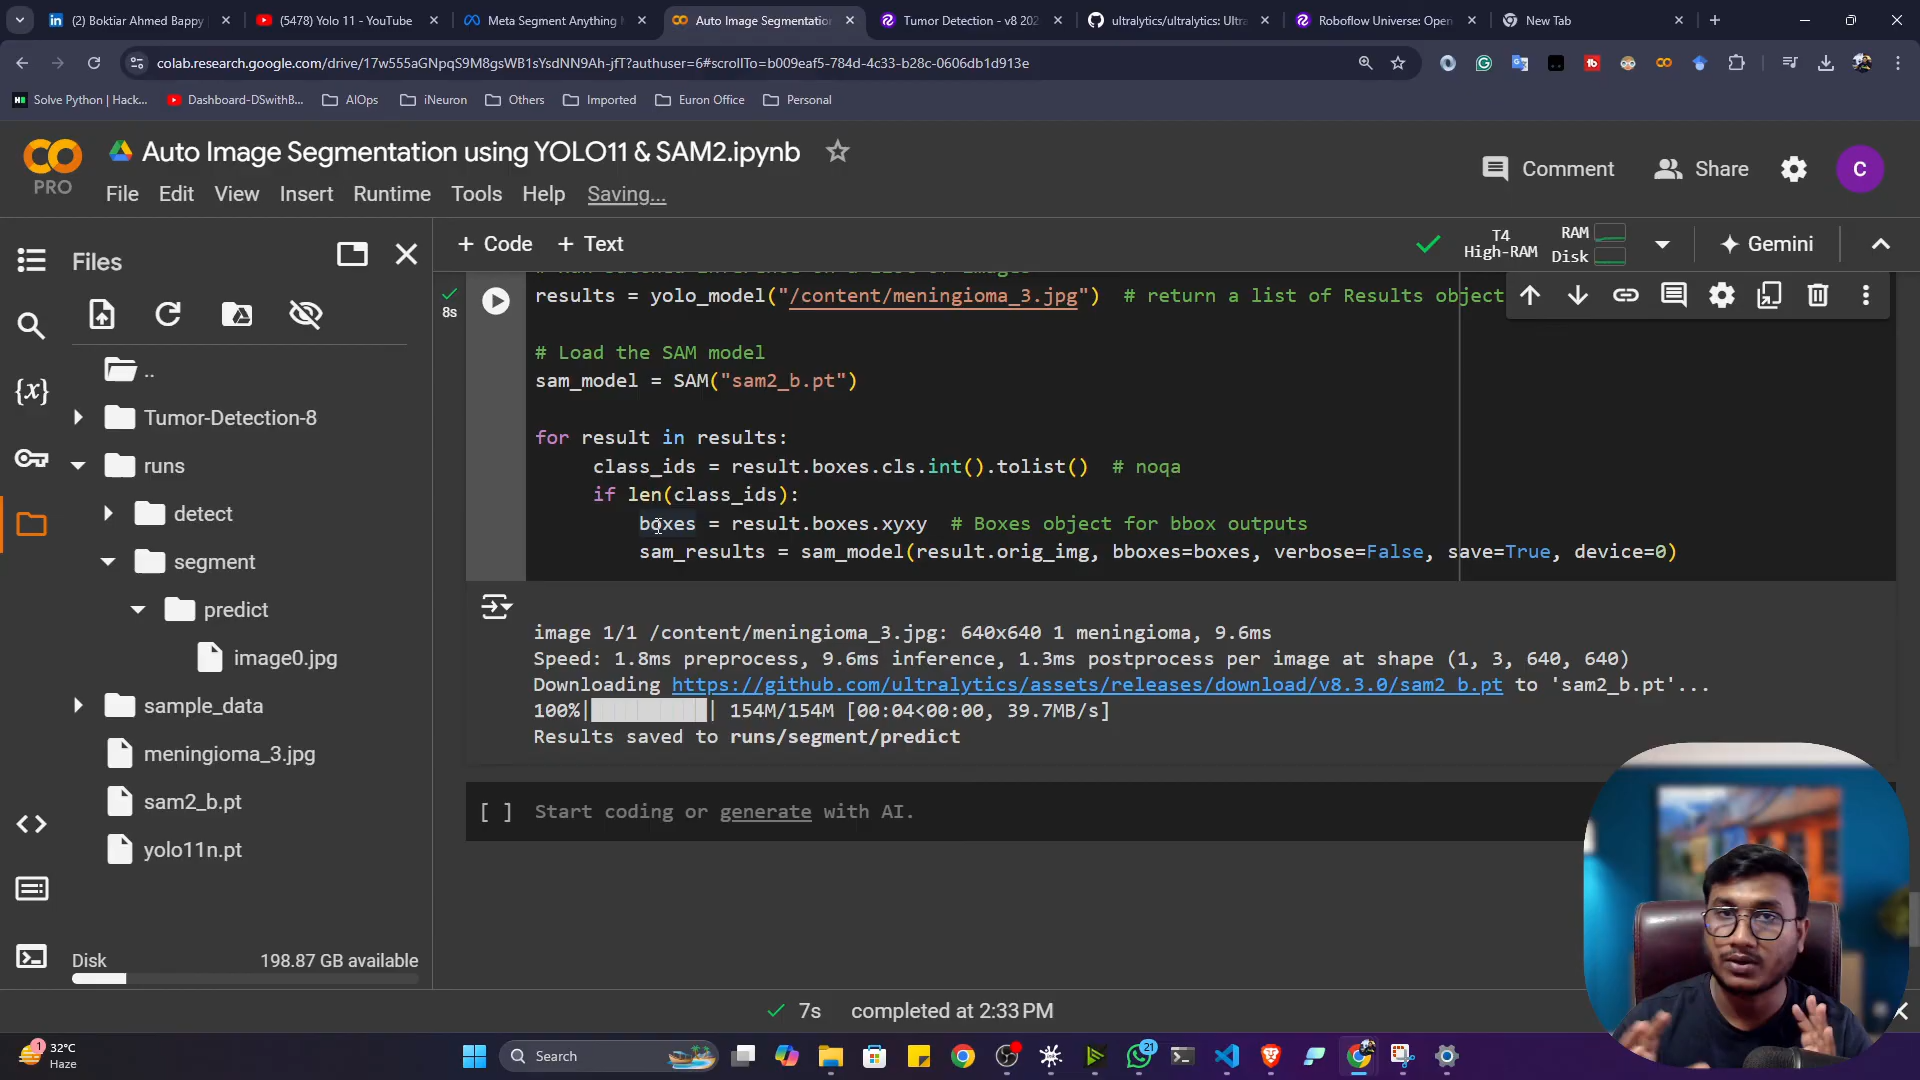 (2) Boktiar Ahmed Bappy
(5478) Yolo 11 - YouTube
Meta Segment Anything
Auto Image Segmentatio
Tumor Detection - v8 202
ultralytics/ultralytics: Ultra
Roboflow Universe: Open
New Tab
colab.research.google.com/drive/17w555aGNpqS9M8gsWB1sYsdNN9Ah-jfT?authuser=6#scrollTo=b009eaf5-784d-4c33-b28c-0606db1d913e
Solve Python | Hack...
Dashboard-DSwithB...
AIOps
iNeuron
Others
Imported
Euron Office
Personal
Auto Image Segmentation using YOLO11 & SAM2.ipynb
PRO
File Edit View Insert Runtime Tools Help Saving...
Comment
Share
C
Files
+ Code + Text
T4
High-RAM
RAM
Disk
Gemini
..
Tumor-Detection-8
runs
detect
segment
predict
image0.jpg
sample_data
meningioma_3.jpg
sam2_b.pt
yolo11n.pt
Disk 198.87 GB available
8s
results = yolo_model("/content/meningioma_3.jpg") # return a list of Results object
# Load the SAM model
sam_model = SAM("sam2_b.pt")
for result in results:
class_ids = result.boxes.cls.int().tolist() # noqa
if len(class_ids):
boxes = result.boxes.xyxy # Boxes object for bbox outputs
sam_results = sam_model(result.orig_img, bboxes=boxes, verbose=False, save=True, device=0)
image 1/1 /content/meningioma_3.jpg: 640x640 1 meningioma, 9.6ms
Speed: 1.8ms preprocess, 9.6ms inference, 1.3ms postprocess per image at shape (1, 3, 640, 640)
Downloading https://github.com/ultralytics/assets/releases/download/v8.3.0/sam2_b.pt to 'sam2_b.pt'...
100%| | 154M/154M [00:04<00:00, 39.7MB/s]
Results saved to runs/segment/predict
[ ] Start coding or generate with AI.
7s completed at 2:33 PM
1
32°C
Haze
Search
21